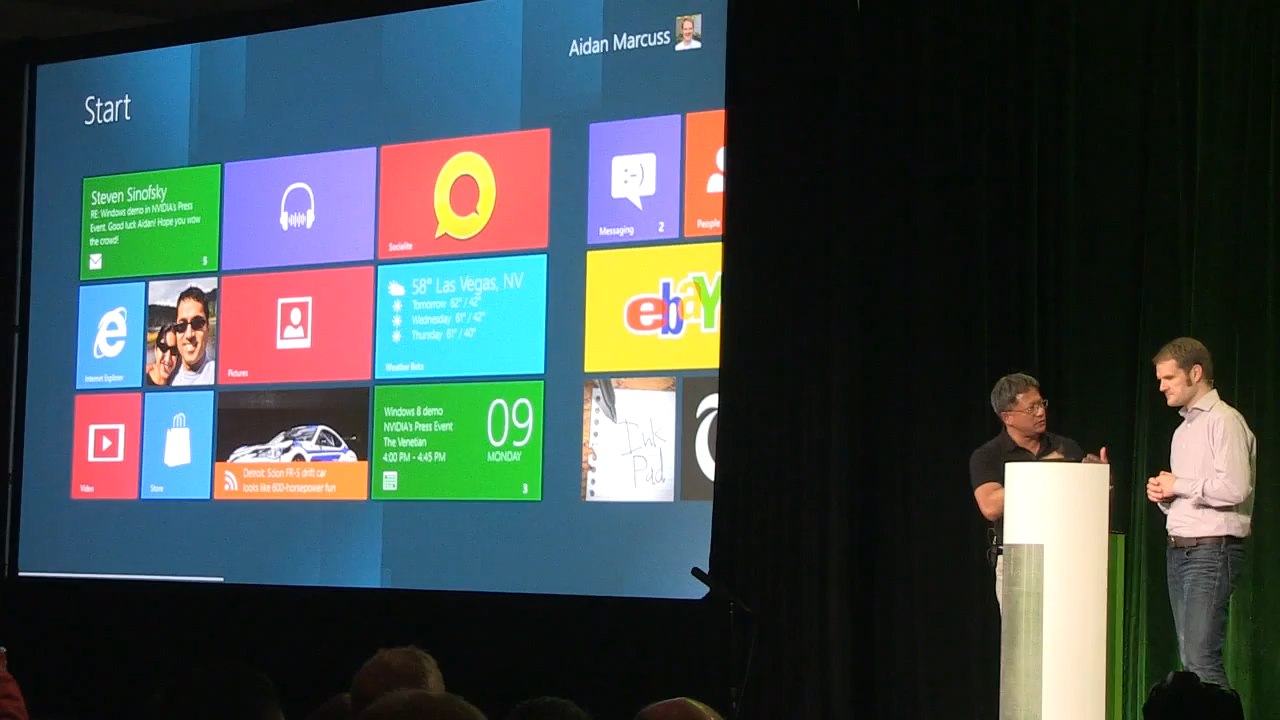 Aidan Marcuss
Start
Steven Sinofsky
RE: Windows demo in NVIDIA's Press
Event. Good luck Aidan! Hope you wow
the crowd!
5
Socialite
Messaging 2
People
Internet Explorer
Pictures
58° Las Vegas, NV
Tomorrow 62°/ 42°
Wednesday 61°/ 42°
Thursday 61°/ 40°
Weather Beta
ebaY
Video
Store
Detroit: Scion FR-S drift car
looks like 600-horsepower fun
Windows 8 demo
NVIDIA's Press Event
The Venetian
4:00 PM - 4:45 PM
09
MONDAY
3
Ink
Pad